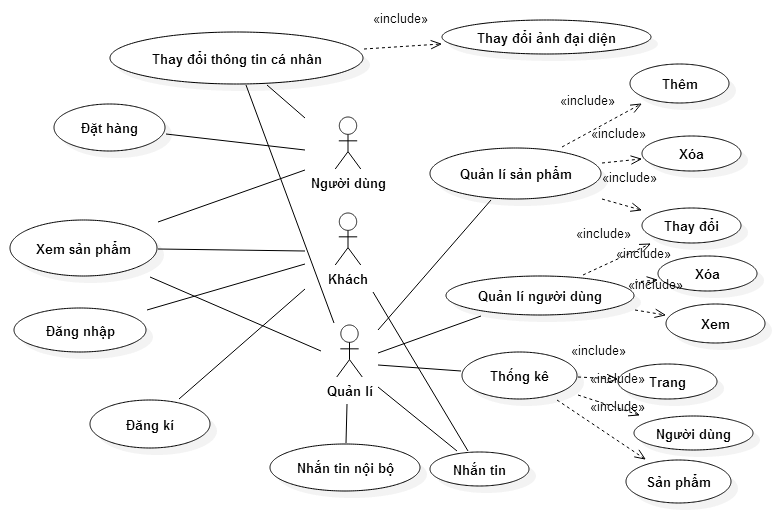 «include»
Thay đổi thông tin cá nhân
Thay đổi ảnh đại diện
Thêm
«include»
Đặt hàng
«include»
Xóa
Người dùng
Quản lí sản phẩm
«include»
Thay đổi
«include»
Xem sản phẩm
Khách
«include»
Xóa
«include»
Quản lí người dùng
Đăng nhập
Xem
«include»
Quản lí
Thống kê
«include»
Trang
«include»
Đăng kí
Người dùng
Nhắn tin nội bộ
Nhắn tin
Sản phẩm